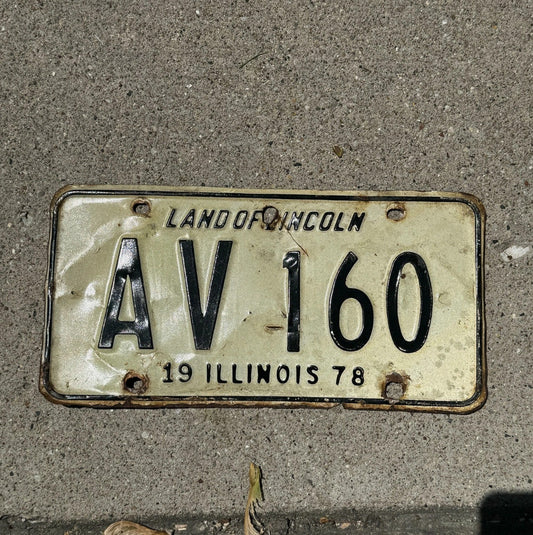 LAND OF LINCOLN
AV 160
19 ILLINOIS 78